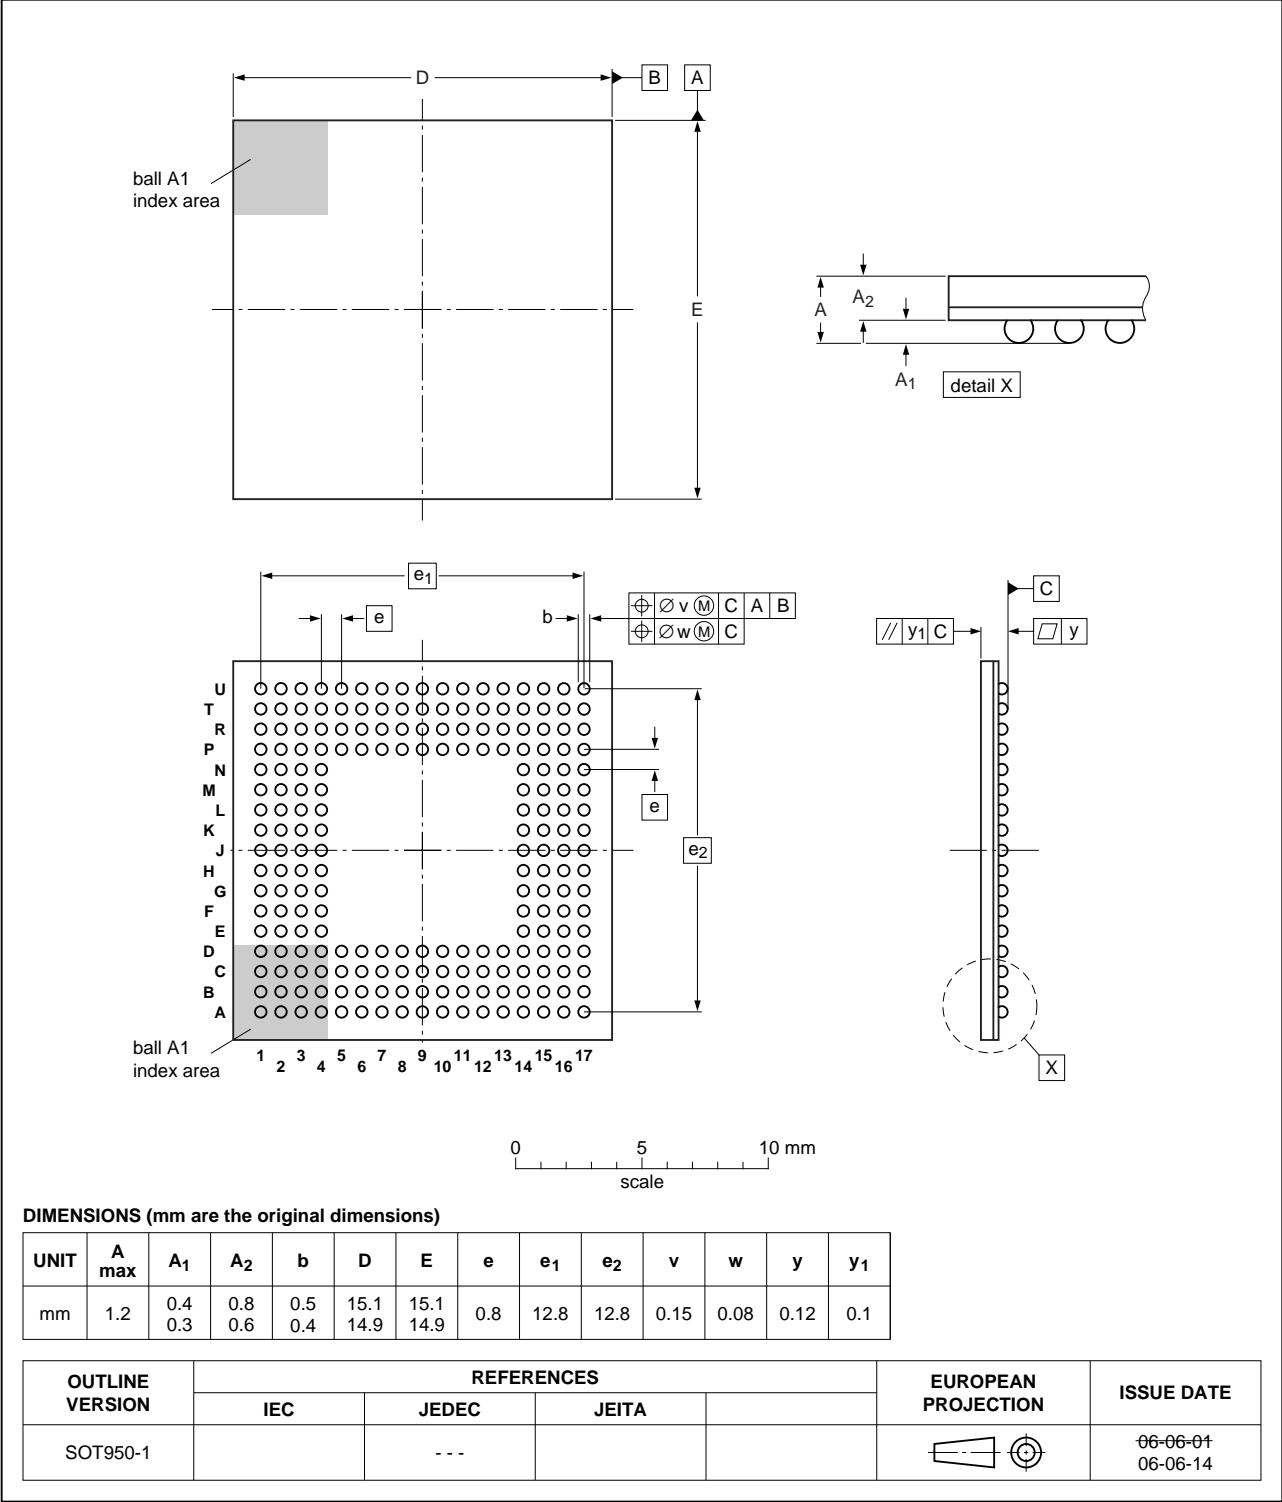 D
B
A
ball A1
index area
E
A
A2
A1
detail X
e1
e
b
⌖ ∅ v Ⓜ C A B
⌖ ∅ w Ⓜ C
C
// y1 C
▱ y
U
T
R
P
N
M
L
K
J
H
G
F
E
D
C
B
A
e
e2
ball A1
index area
1 2 3 4 5 6 7 8 9 10 11 12 13 14 15 16 17
X
0 5 10 mm
scale
DIMENSIONS (mm are the original dimensions)
UNIT A max A1 A2 b D E e e1 e2 v w y y1
mm 1.2 0.4 0.3 0.8 0.6 0.5 0.4 15.1 14.9 15.1 14.9 0.8 12.8 12.8 0.15 0.08 0.12 0.1
OUTLINE VERSION REFERENCES EUROPEAN PROJECTION ISSUE DATE
IEC JEDEC JEITA
SOT950-1 - - - 06-06-01
06-06-14